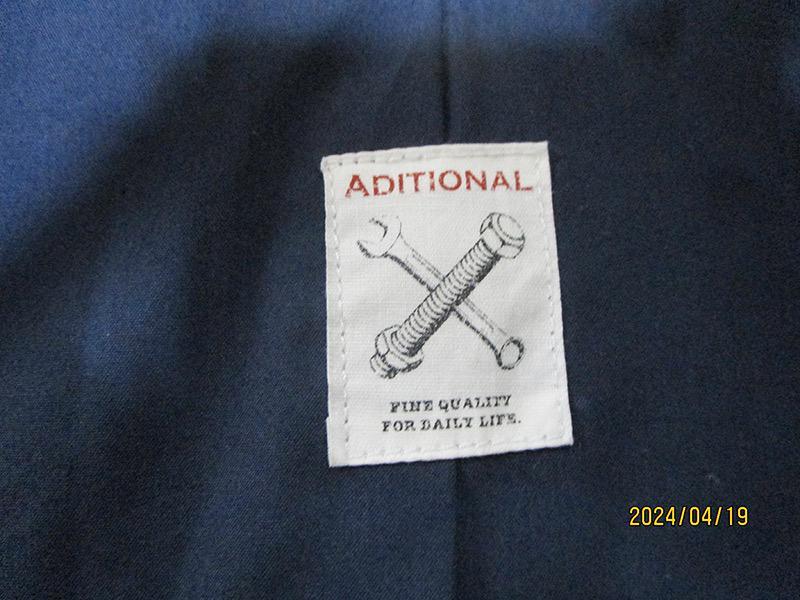 ADITIONAL
FINE QUALITY
FOR DAILY LIFE.
2024/04/19